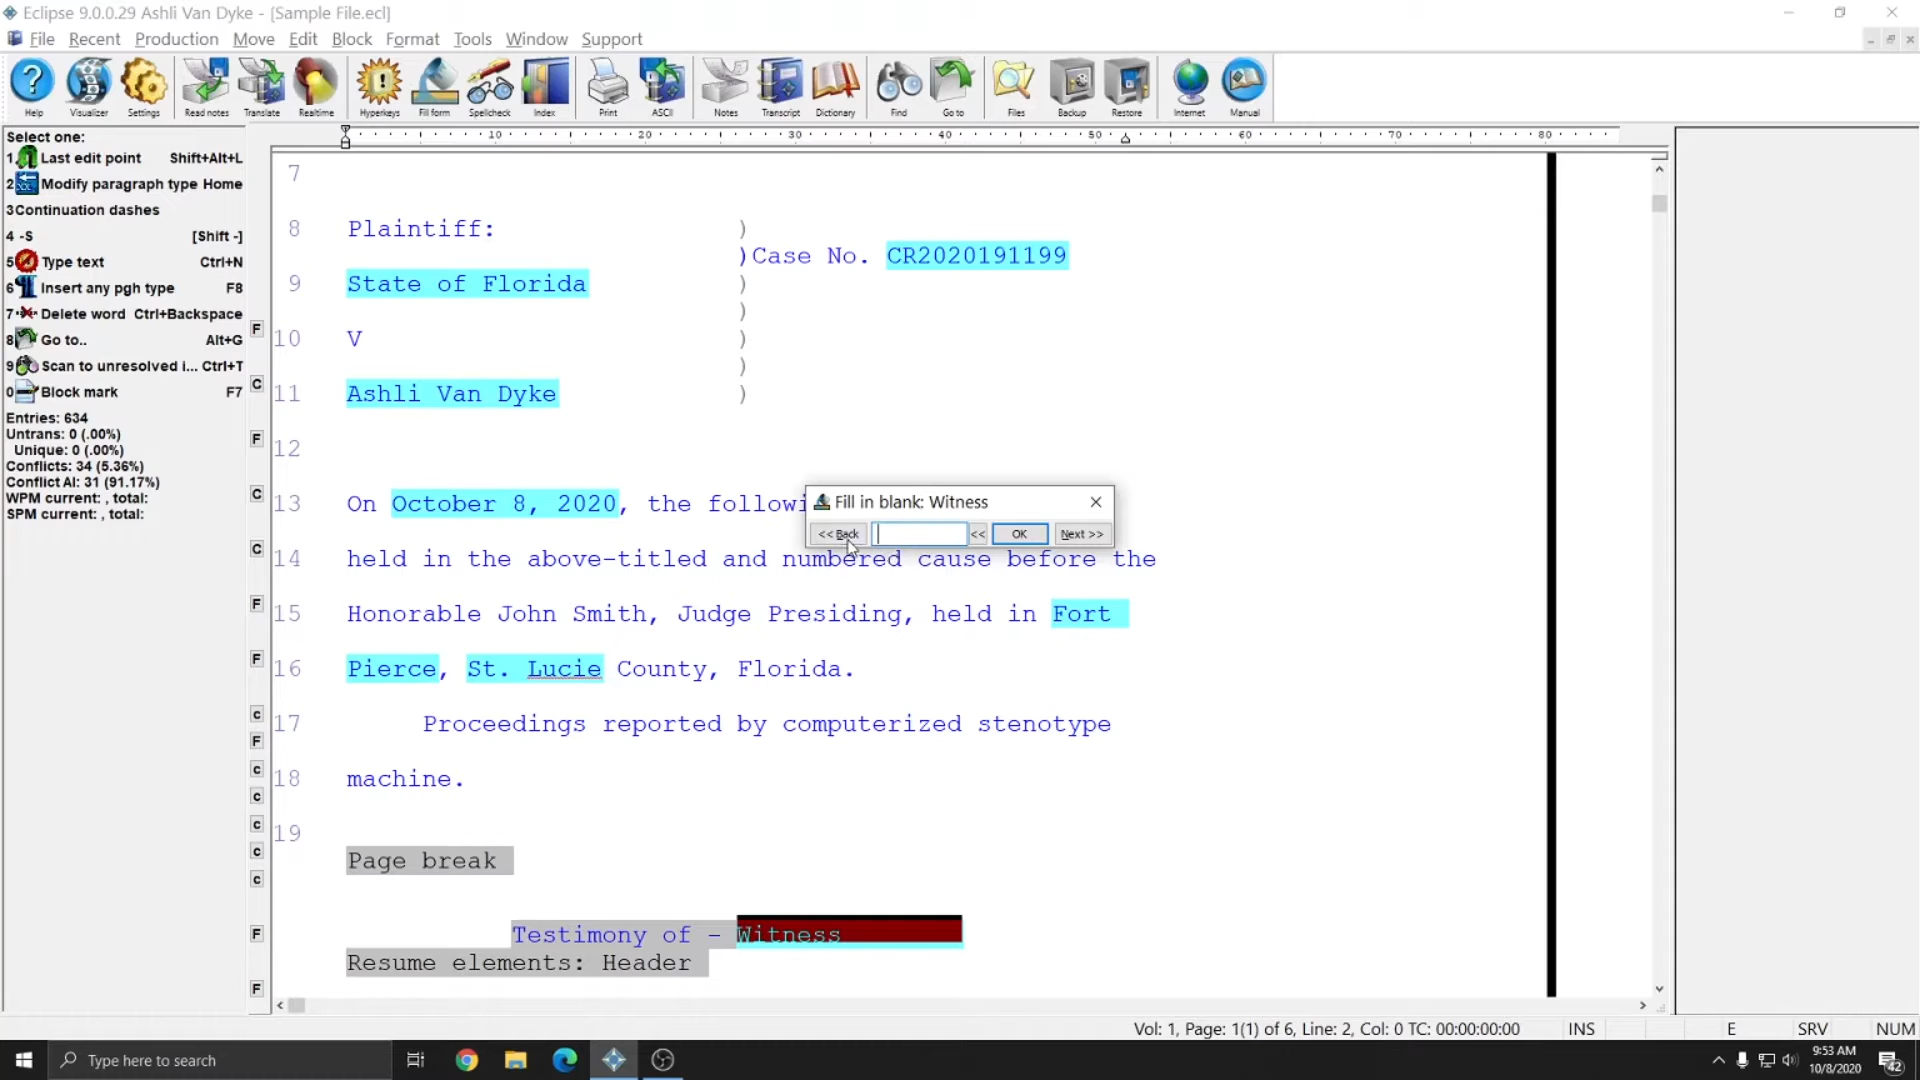 Eclipse 9.0.0.29 Ashli Van Dyke - [Sample File.ecl]
File Recent Production Move Edit Block Format Tools Window Support
Help Visualizer Settings Read notes Translate Realtime Hyperkeys Fill form Spellcheck Index Print ASCII Notes Transcript Dictionary Find Go to Files Backup Restore Internet Manual
Select one:
1 Last edit point Shift+Alt+L
2 Modify paragraph type Home
3 Continuation dashes
4 -S [Shift -]
5 Type text Ctrl+N
6 Insert any pgh type F8
7 Delete word Ctrl+Backspace
8 Go to.. Alt+G
9 Scan to unresolved i... Ctrl+T
0 Block mark F7
Entries: 634
Untrans: 0 (.00%)
Unique: 0 (.00%)
Conflicts: 34 (5.36%)
Conflict AI: 31 (91.17%)
WPM current: , total:
SPM current: , total:
10 20 30 40 50 60 70 80
F
C
F
C
C
F
F
C
F
C
C
C
C
C
F
F
7
8 Plaintiff: )
)Case No. CR2020191199
9 State of Florida )
)
10 V )
)
11 Ashli Van Dyke )
12
13 On October 8, 2020, the followi
14 held in the above-titled and numbered cause before the
15 Honorable John Smith, Judge Presiding, held in Fort
16 Pierce, St. Lucie County, Florida.
17 Proceedings reported by computerized stenotype
18 machine.
19
Page break
Testimony of - Witness
Resume elements: Header
Fill in blank: Witness
<< Back << OK Next >>
Vol: 1, Page: 1(1) of 6, Line: 2, Col: 0 TC: 00:00:00:00 INS E SRV NUM
Type here to search
9:53 AM
10/8/2020
42